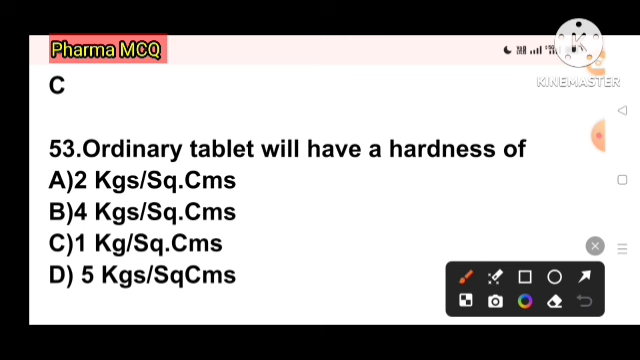 Pharma MCQ
KINEMASTER
C
53.Ordinary tablet will have a hardness of
A)2 Kgs/Sq.Cms
B)4 Kgs/Sq.Cms
C)1 Kg/Sq.Cms
D) 5 Kgs/SqCms